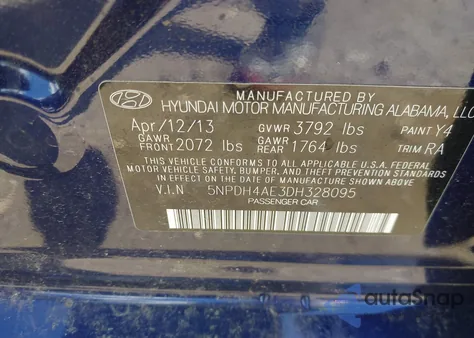 MANUFACTURED BY
HYUNDAI MOTOR MANUFACTURING ALABAMA, LLC
Apr/12/13 GVWR 3792 lbs PAINT Y4
GAWR FRONT 2072 lbs GAWR REAR 1764 lbs TRIM RA
THIS VEHICLE CONFORMS TO ALL APPLICABLE U.S.A FEDERAL
MOTOR VEHICLE SAFETY, BUMPER, AND THEFT PREVENTION
STANDARDS IN EFFECT ON THE DATE OF MANUFACTURE
SHOWN ABOVE.
V.I.N 5NPDH4AE3DH328095
PASSENGER CAR
autosnap